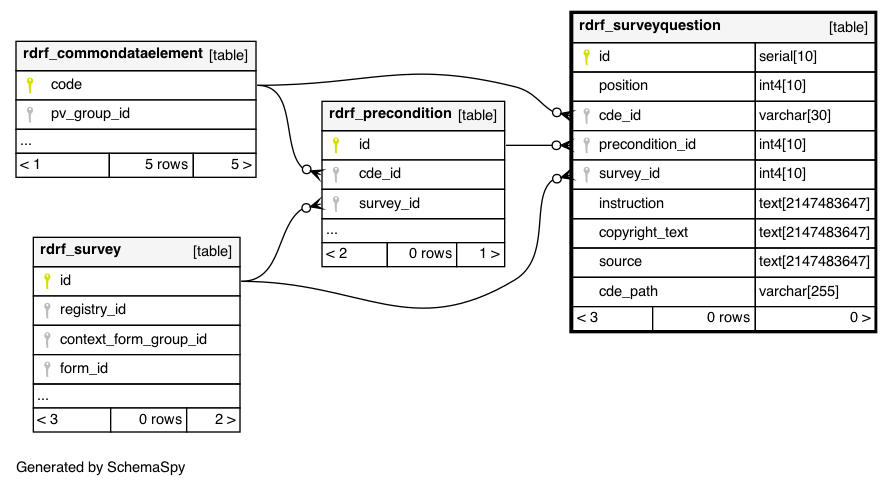 rdrf_commondataelement [table]
code
pv_group_id
...
< 1 5 rows 5 >
rdrf_survey [table]
id
registry_id
context_form_group_id
form_id
...
< 3 0 rows 2 >
rdrf_precondition [table]
id
cde_id
survey_id
...
< 2 0 rows 1 >
rdrf_surveyquestion [table]
id serial[10]
position int4[10]
cde_id varchar[30]
precondition_id int4[10]
survey_id int4[10]
instruction text[2147483647]
copyright_text text[2147483647]
source text[2147483647]
cde_path varchar[255]
< 3 0 rows 0 >
Generated by SchemaSpy